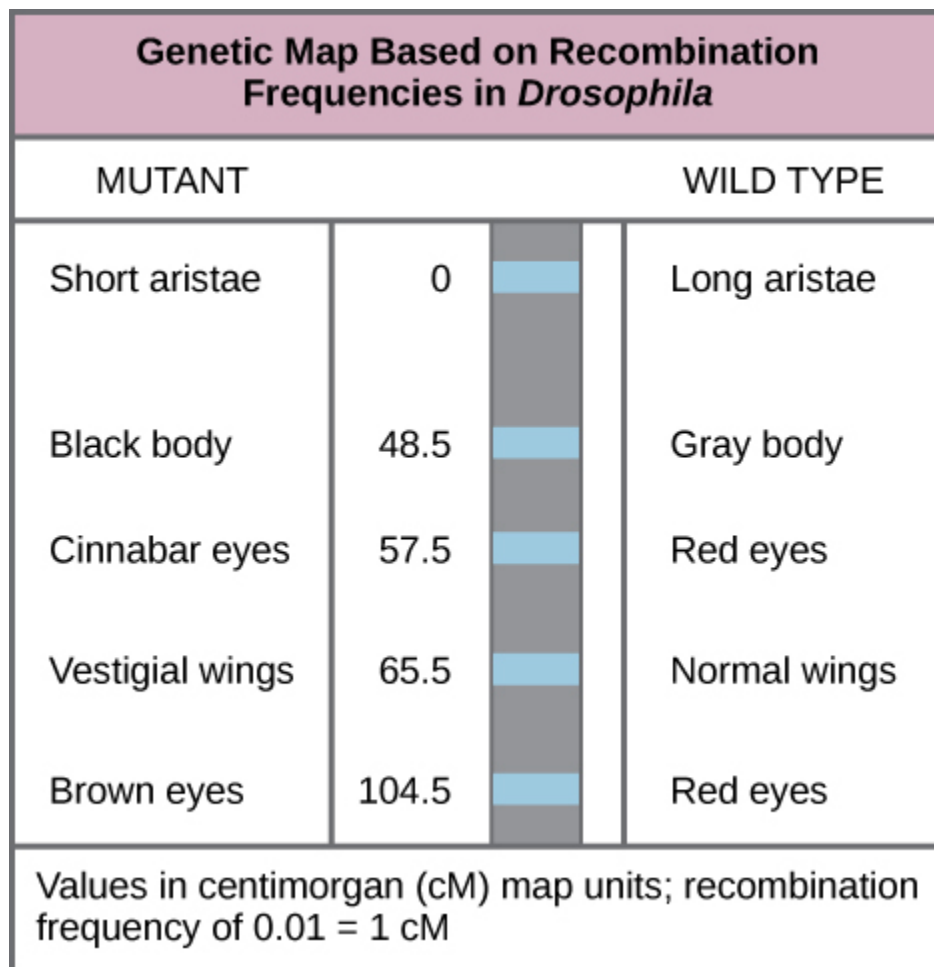 Genetic Map Based on Recombination
Frequencies in Drosophila
MUTANT WILD TYPE
Short aristae 0 Long aristae
Black body 48.5 Gray body
Cinnabar eyes 57.5 Red eyes
Vestigial wings 65.5 Normal wings
Brown eyes 104.5 Red eyes
Values in centimorgan (cM) map units; recombination
frequency of 0.01 = 1 cM